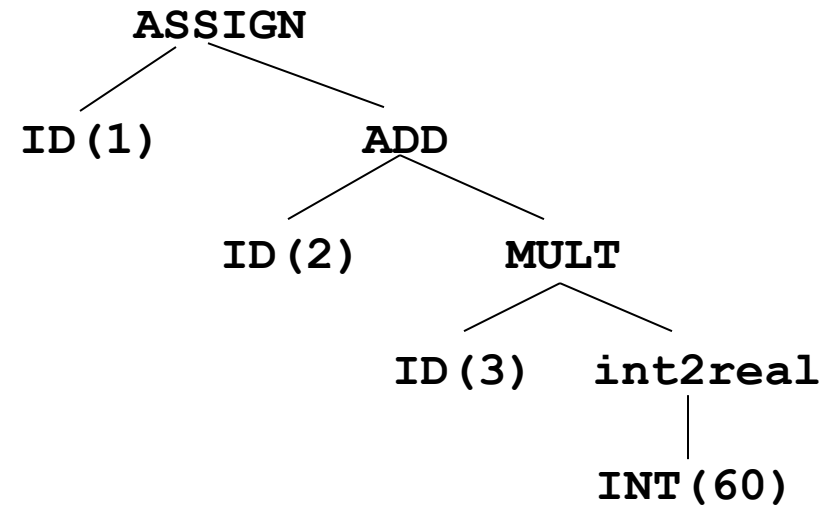 ASSIGN
ID(1) ADD
ID(2) MULT
ID(3) int2real
INT(60)